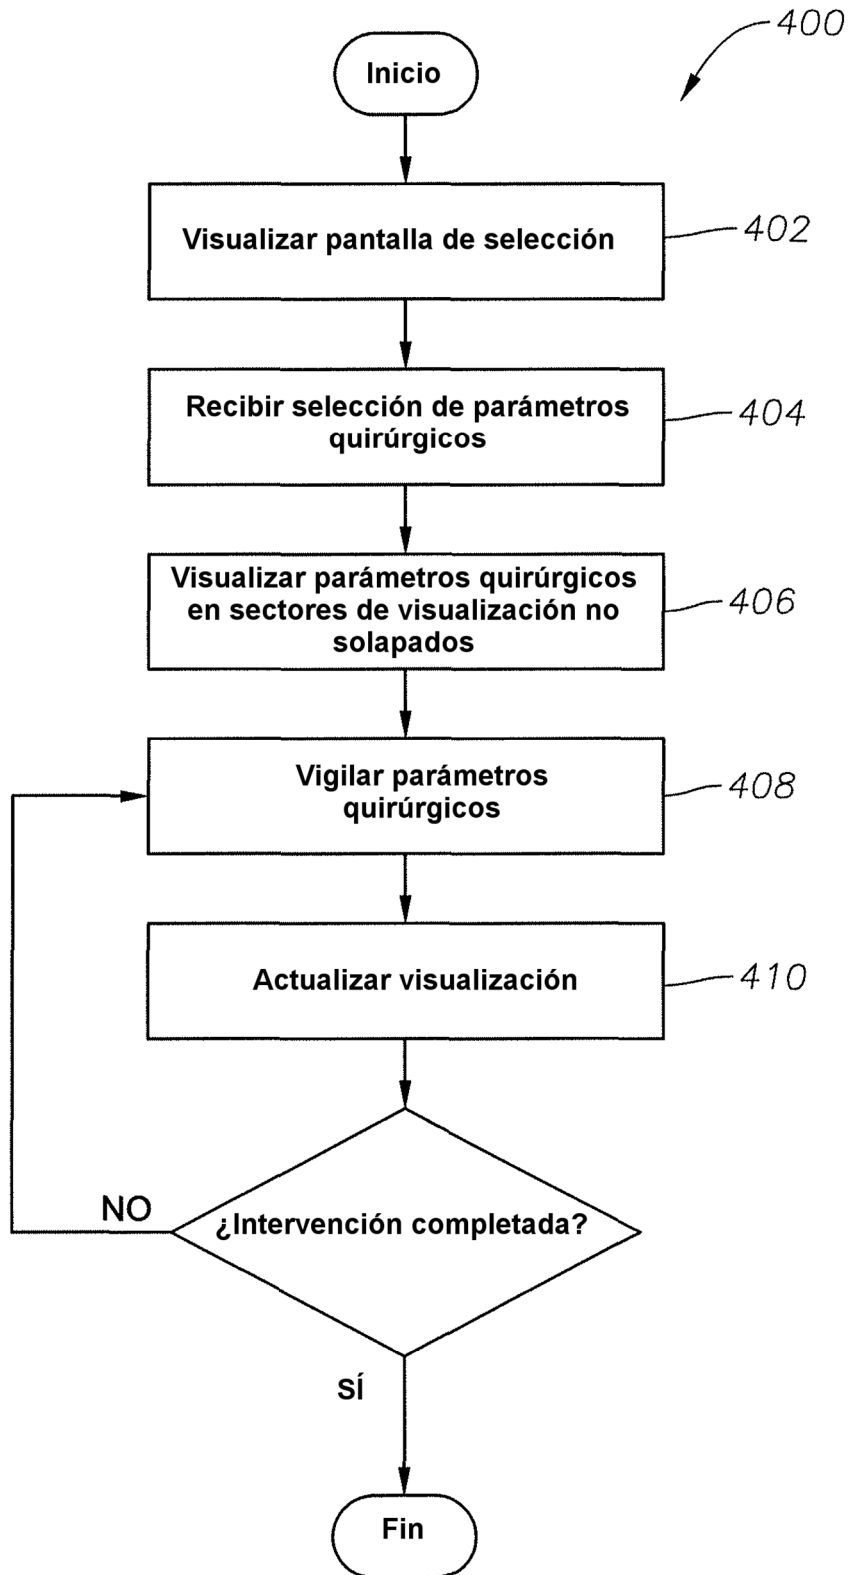 400
Inicio
Visualizar pantalla de selección
402
Recibir selección de parámetros
quirúrgicos
404
Visualizar parámetros quirúrgicos
en sectores de visualización no
solapados
406
Vigilar parámetros
quirúrgicos
408
Actualizar visualización
410
NO
¿Intervención completada?
SÍ
Fin